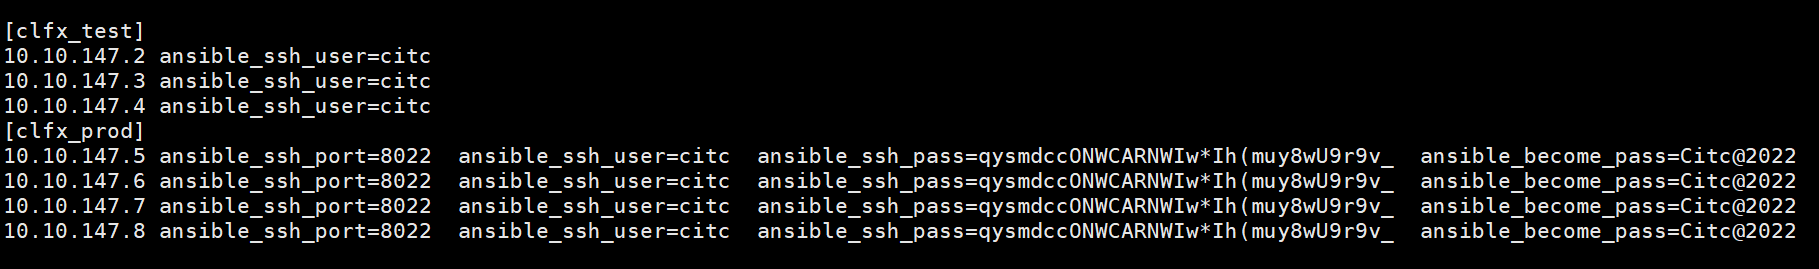 [clfx_test]
10.10.147.2 ansible_ssh_user=citc
10.10.147.3 ansible_ssh_user=citc
10.10.147.4 ansible_ssh_user=citc
[clfx_prod]
10.10.147.5 ansible_ssh_port=8022  ansible_ssh_user=citc  ansible_ssh_pass=qysmdccONWCARNWIw*Ih(muy8wU9r9v_  ansible_become_pass=Citc@2022
10.10.147.6 ansible_ssh_port=8022  ansible_ssh_user=citc  ansible_ssh_pass=qysmdccONWCARNWIw*Ih(muy8wU9r9v_  ansible_become_pass=Citc@2022
10.10.147.7 ansible_ssh_port=8022  ansible_ssh_user=citc  ansible_ssh_pass=qysmdccONWCARNWIw*Ih(muy8wU9r9v_  ansible_become_pass=Citc@2022
10.10.147.8 ansible_ssh_port=8022  ansible_ssh_user=citc  ansible_ssh_pass=qysmdccONWCARNWIw*Ih(muy8wU9r9v_  ansible_become_pass=Citc@2022